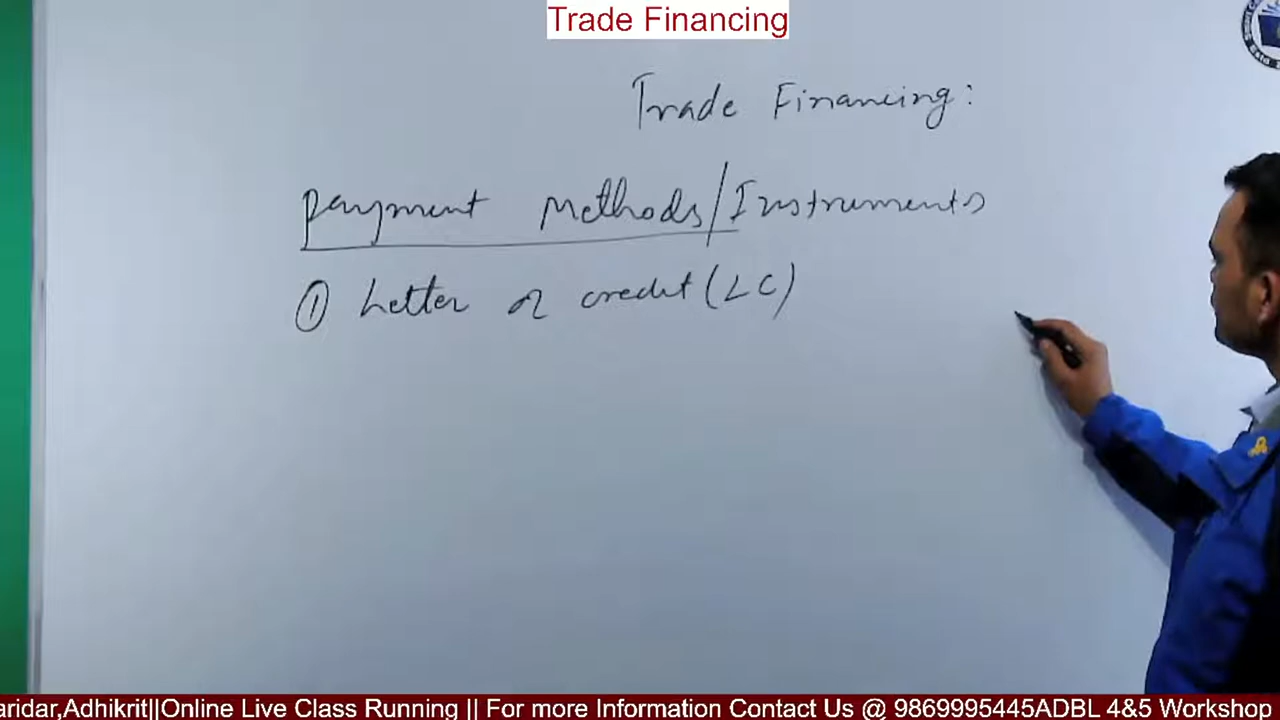 Trade Financing
Trade Financing:
Payment Methods/Instruments
① Letter of credit (LC)
aridar,Adhikrit||Online Live Class Running || For more Information Contact Us @ 9869995445ADBL 4&5 Workshop